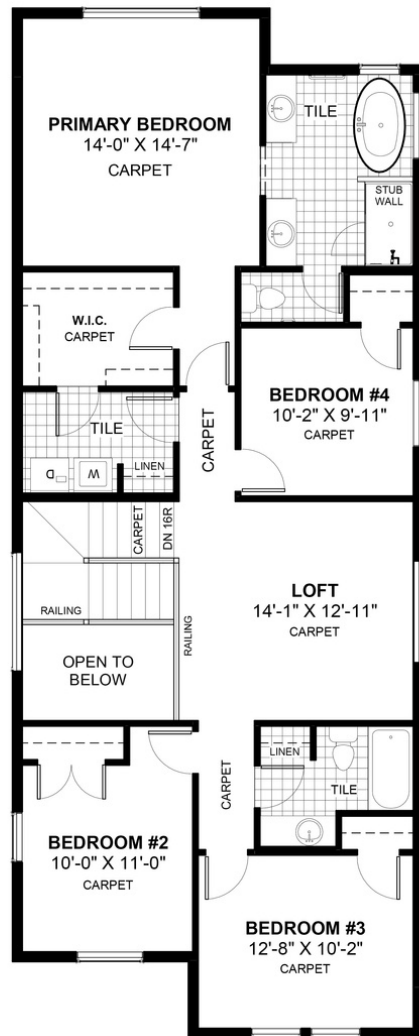 PRIMARY BEDROOM
14'-0" X 14'-7"
CARPET
TILE
STUB
WALL
W.I.C.
CARPET
BEDROOM #4
10'-2" X 9'-11"
CARPET
TILE
CARPET
D
W
LINEN
CARPET
DN 16R
LOFT
14'-1" X 12'-11"
CARPET
RAILING
RAILING
OPEN TO
BELOW
LINEN
TILE
CARPET
BEDROOM #2
10'-0" X 11'-0"
CARPET
BEDROOM #3
12'-8" X 10'-2"
CARPET